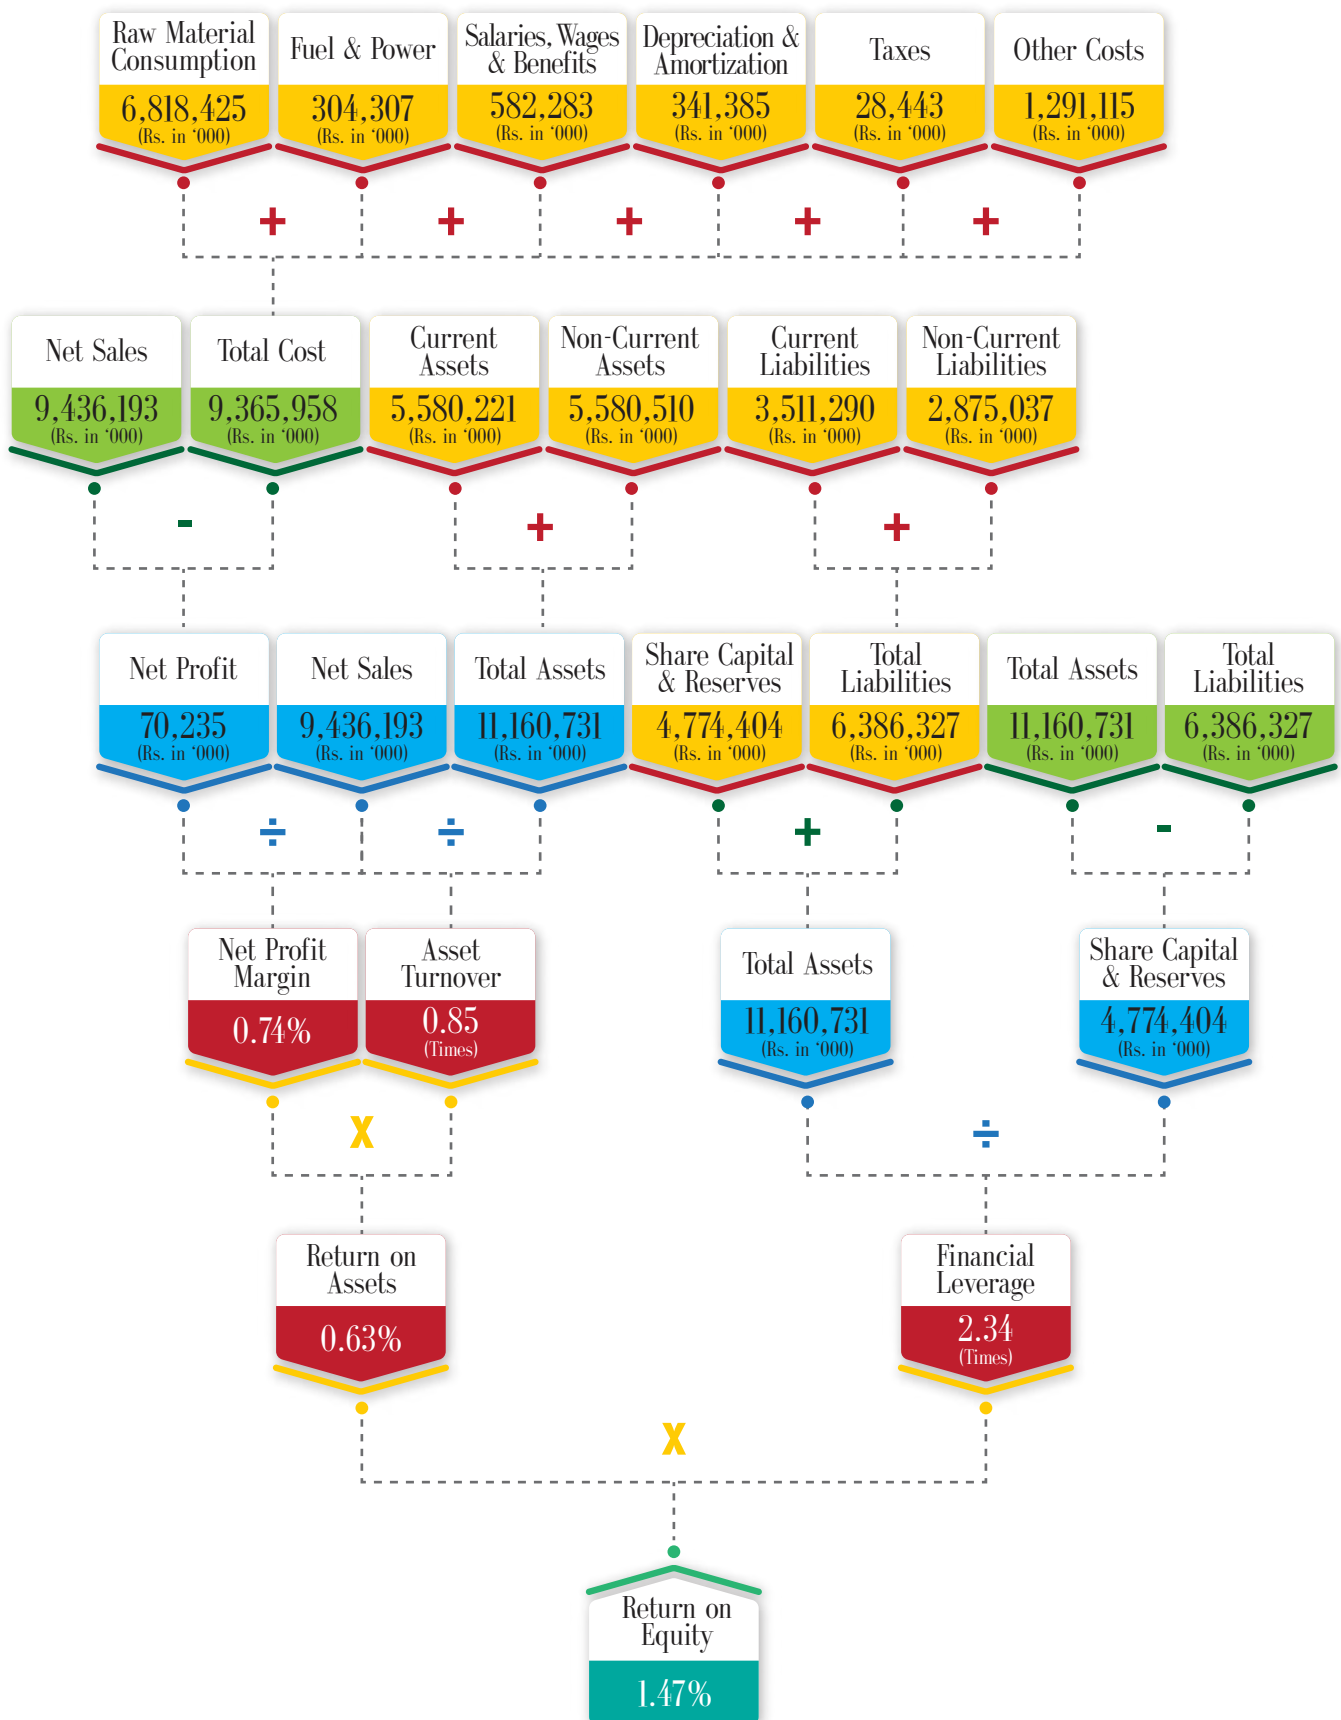 Raw Material
Consumption
6,818,425
(Rs. in ‘000)
Fuel & Power
304,307
(Rs. in ‘000)
Salaries, Wages
& Benefits
582,283
(Rs. in ‘000)
Depreciation &
Amortization
341,385
(Rs. in ‘000)
Taxes
28,443
(Rs. in ‘000)
Other Costs
1,291,115
(Rs. in ‘000)
+
+
+
+
+
Net Sales
9,436,193
(Rs. in ‘000)
Total Cost
9,365,958
(Rs. in ‘000)
Current
Assets
5,580,221
(Rs. in ‘000)
Non-Current
Assets
5,580,510
(Rs. in ‘000)
Current
Liabilities
3,511,290
(Rs. in ‘000)
Non-Current
Liabilities
2,875,037
(Rs. in ‘000)
-
+
+
Net Profit
70,235
(Rs. in ‘000)
Net Sales
9,436,193
(Rs. in ‘000)
Total Assets
11,160,731
(Rs. in ‘000)
Share Capital
& Reserves
4,774,404
(Rs. in ‘000)
Total
Liabilities
6,386,327
(Rs. in ‘000)
Total Assets
11,160,731
(Rs. in ‘000)
Total
Liabilities
6,386,327
(Rs. in ‘000)
÷
÷
+
-
Net Profit
Margin
0.74%
Asset
Turnover
0.85
(Times)
Total Assets
11,160,731
(Rs. in ‘000)
Share Capital
& Reserves
4,774,404
(Rs. in ‘000)
x
÷
Return on
Assets
0.63%
Financial
Leverage
2.34
(Times)
x
Return on
Equity
1.47%